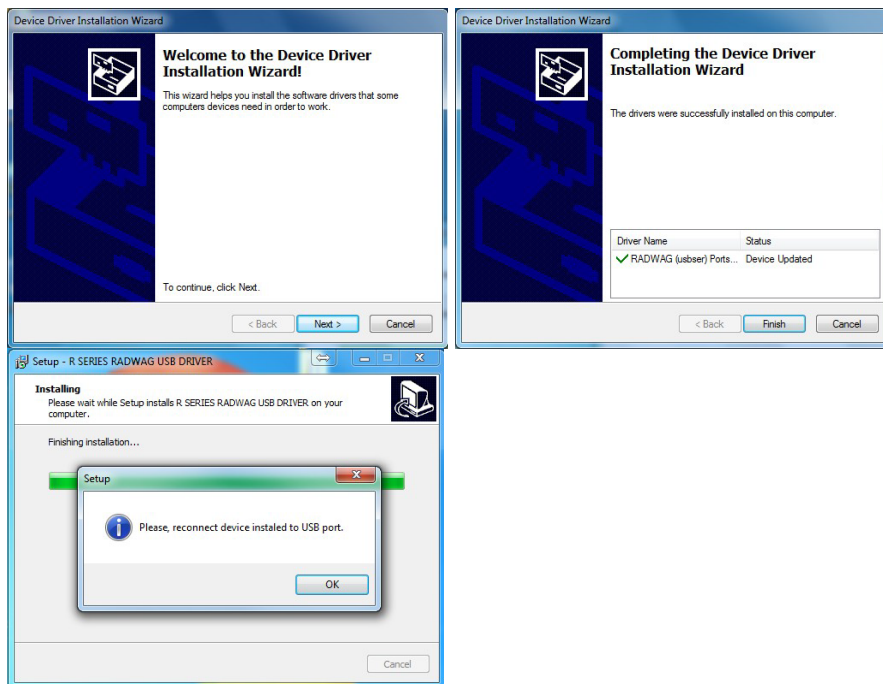 Device Driver Installation Wizard
Welcome to the Device Driver
Installation Wizard!
This wizard helps you install the software drivers that some
computers devices need in order to work.
To continue, click Next.
< Back
Next >
Cancel
Device Driver Installation Wizard
Completing the Device Driver
Installation Wizard
The drivers were successfully installed on this computer.
Driver Name Status
RADWAG (usbser) Ports... Device Updated
< Back
Finish
Cancel
Setup - R SERIES RADWAG USB DRIVER
Installing
Please wait while Setup installs R SERIES RADWAG USB DRIVER on your
computer.
Finishing installation...
Setup
Please, reconnect device instaled to USB port.
OK
Cancel